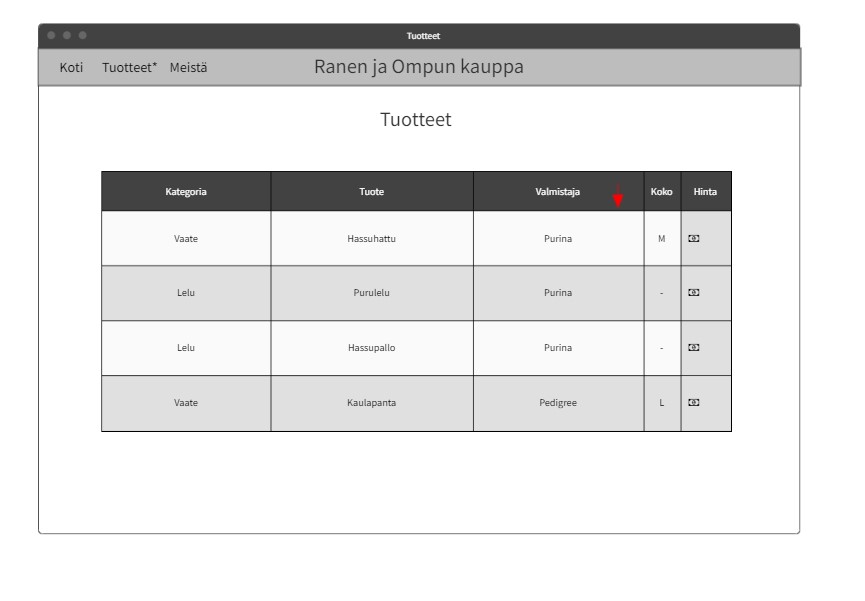 Tuotteet
Koti Tuotteet* Meistä Ranen ja Ompun kauppa
Tuotteet
Kategoria Tuote Valmistaja Koko Hinta
Vaate Hassuhattu Purina M
Lelu Purulelu Purina -
Lelu Hassupallo Purina -
Vaate Kaulapanta Pedigree L